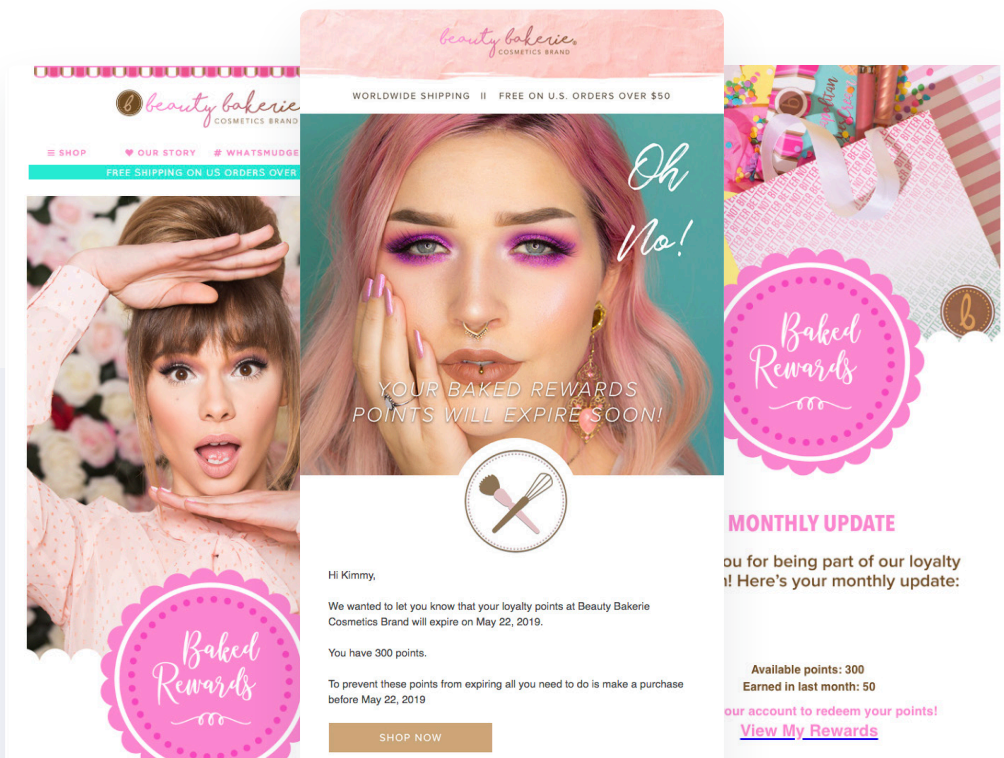 beauty bakerie
COSMETICS BRAND
SHOP OUR STORY # WHATSMUDGE
FREE SHIPPING ON US ORDERS OVER
Baked
Rewards
beauty bakerie®
COSMETICS BRAND
WORLDWIDE SHIPPING II FREE ON U.S. ORDERS OVER $50
Oh
No!
YOUR BAKED REWARDS
POINTS WILL EXPIRE SOON!
Hi Kimmy,
We wanted to let you know that your loyalty points at Beauty Bakerie
Cosmetics Brand will expire on May 22, 2019.
You have 300 points.
To prevent these points from expiring all you need to do is make a purchase
before May 22, 2019
SHOP NOW
b
Baked
Rewards
MONTHLY UPDATE
ou for being part of our loyalty
! Here's your monthly update:
Available points: 300
Earned in last month: 50
our account to redeem your points!
View My Rewards